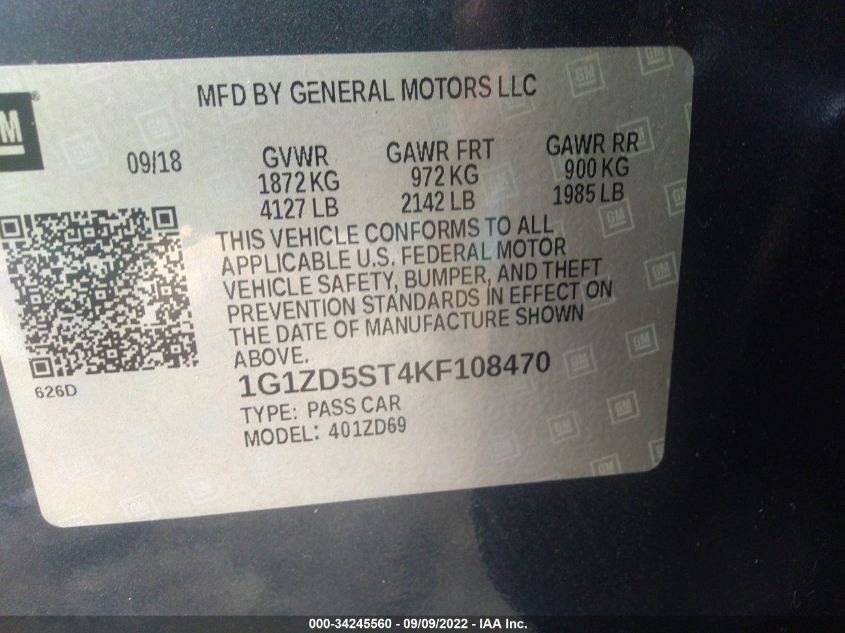 MFD BY GENERAL MOTORS LLC
GM
09/18
GVWR GAWR FRT GAWR RR
1872 KG 972 KG 900 KG
4127 LB 2142 LB 1985 LB
THIS VEHICLE CONFORMS TO ALL
APPLICABLE U.S. FEDERAL MOTOR
VEHICLE SAFETY, BUMPER, AND THEFT
PREVENTION STANDARDS IN EFFECT ON
THE DATE OF MANUFACTURE SHOWN
ABOVE.
626D
1G1ZD5ST4KF108470
TYPE: PASS CAR
MODEL: 401ZD69
000-34245560 - 09/09/2022 - IAA Inc.